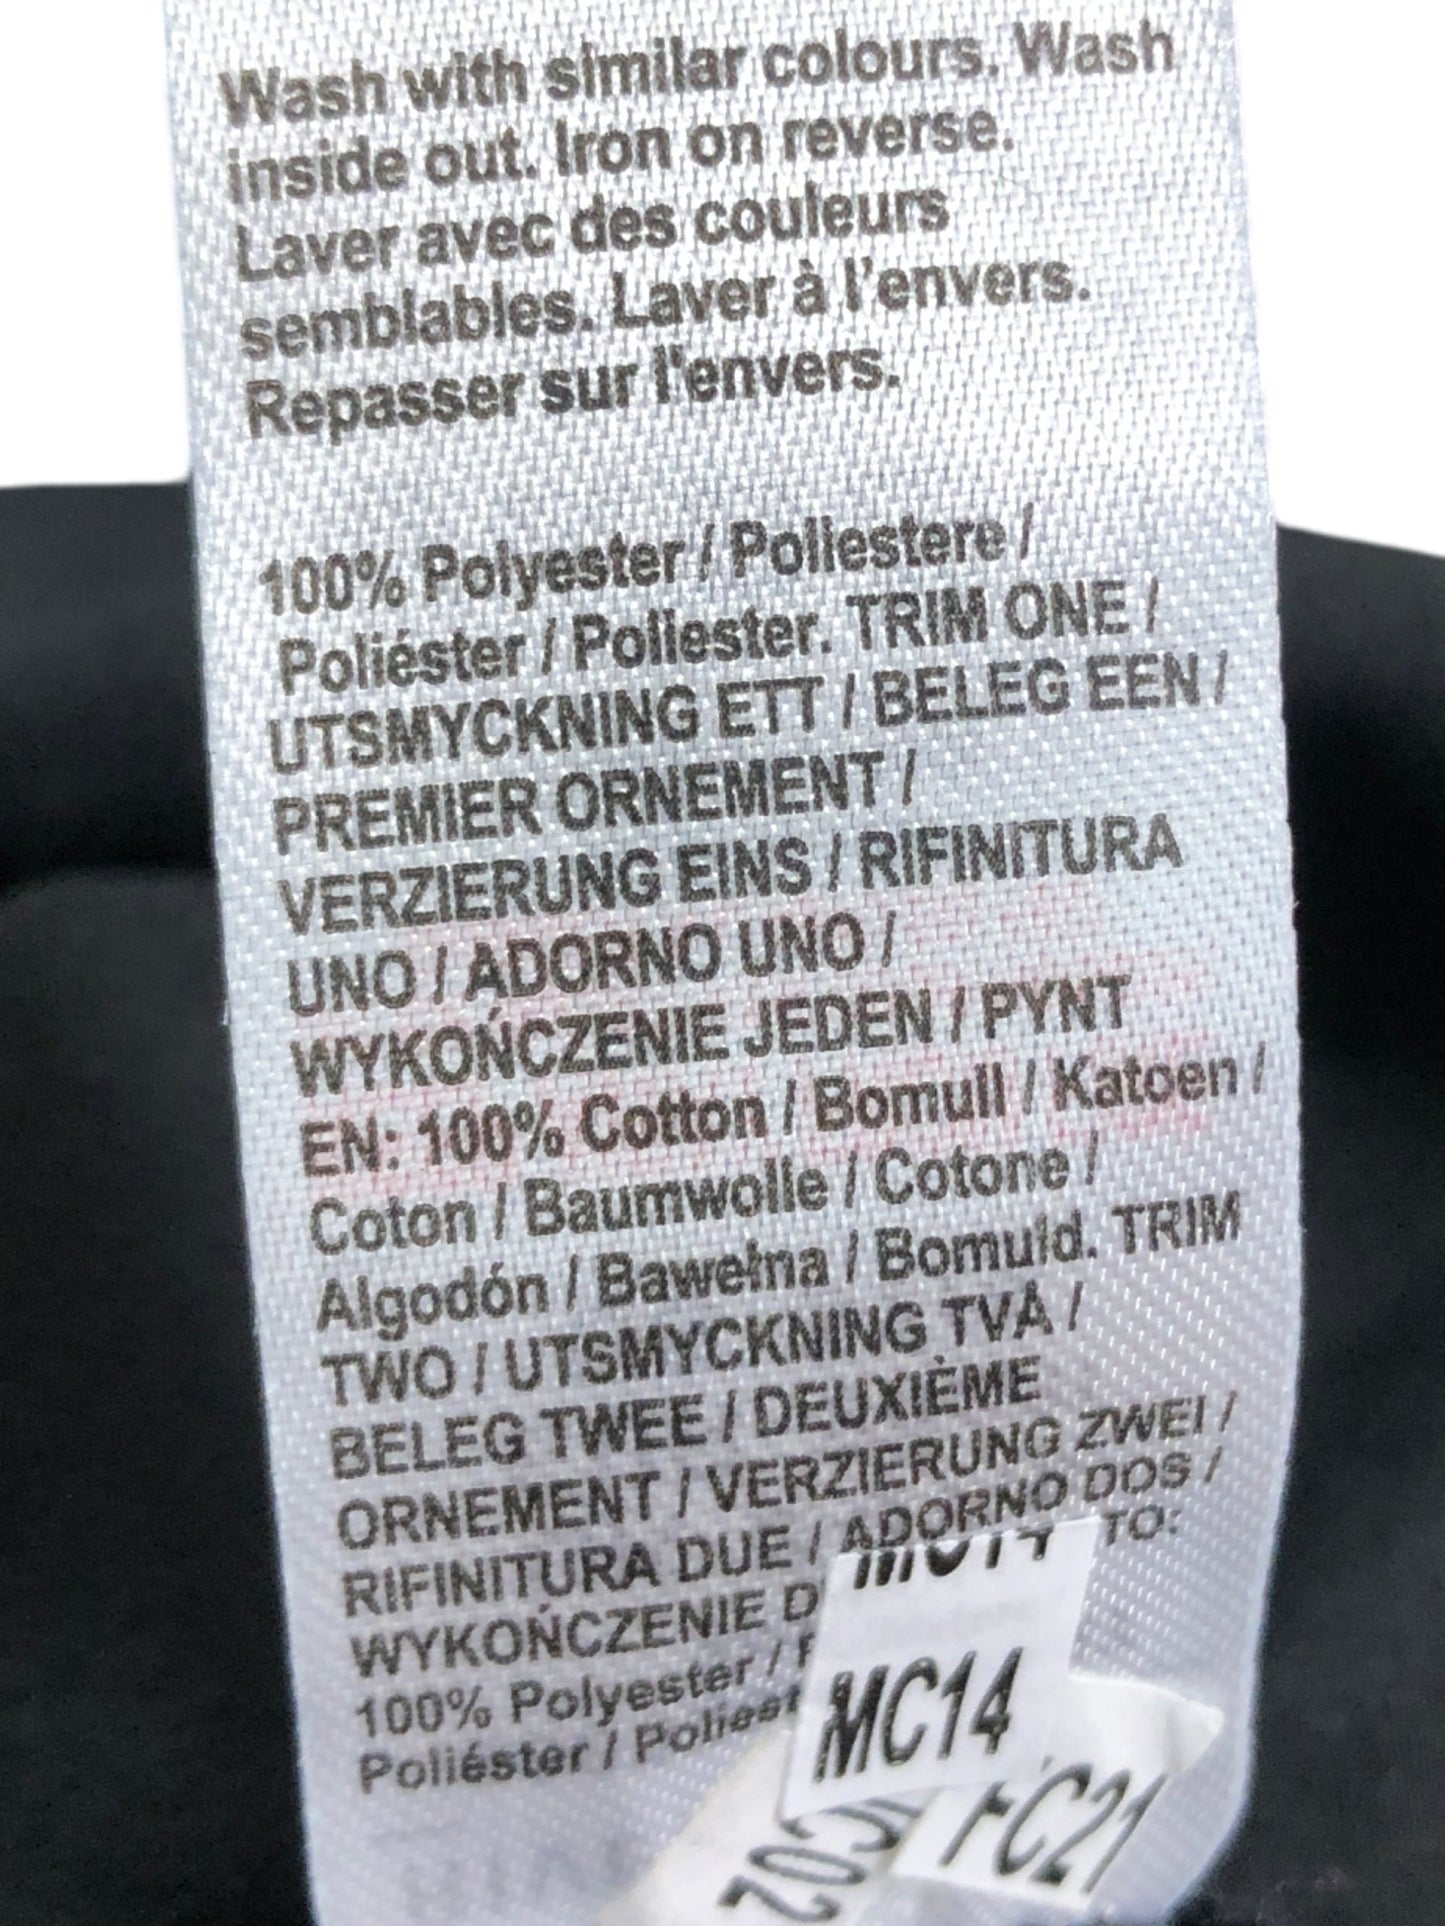 Wash with similar colours. Wash
inside out. Iron on reverse.
Laver avec des couleurs
semblables. Laver à l'envers.
Repasser sur l'envers.
100% Polyester / Poliestere /
Poliéster / Poliester. TRIM ONE /
UTSMYCKNING ETT / BELEG EEN /
PREMIER ORNEMENT /
VERZIERUNG EINS / RIFINITURA
UNO / ADORNO UNO /
WYKOŃCZENIE JEDEN / PYNT
EN: 100% Cotton / Bomull / Katoen /
Coton / Baumwolle / Cotone /
Algodón / Bawełna / Bomuld. TRIM
TWO / UTSMYCKNING TVÅ /
BELEG TWEE / DEUXIÈME
ORNEMENT / VERZIERUNG ZWEI /
RIFINITURA DUE / ADORNO DOS /
WYKOŃCZENIE TO:
100% Polyester /
Poliéster /
MC14
MC14
FC21